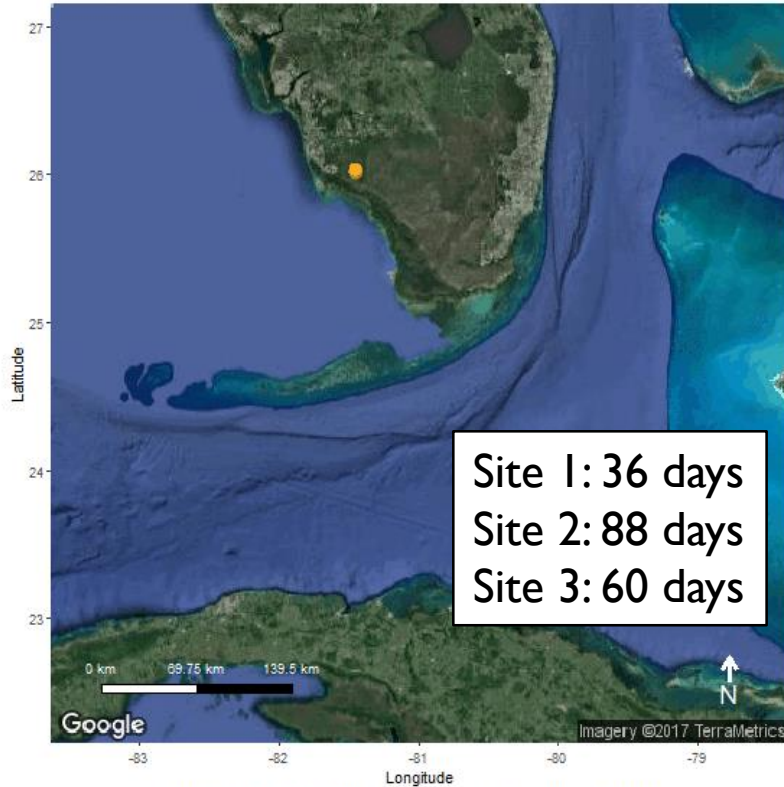 27
26
25
24
23
Latitude
Site 1: 36 days
Site 2: 88 days
Site 3: 60 days
0 km 69.75 km 139.5 km
N
Google
Imagery ©2017 TerraMetrics
-83 -82 -81 -80 -79
Longitude